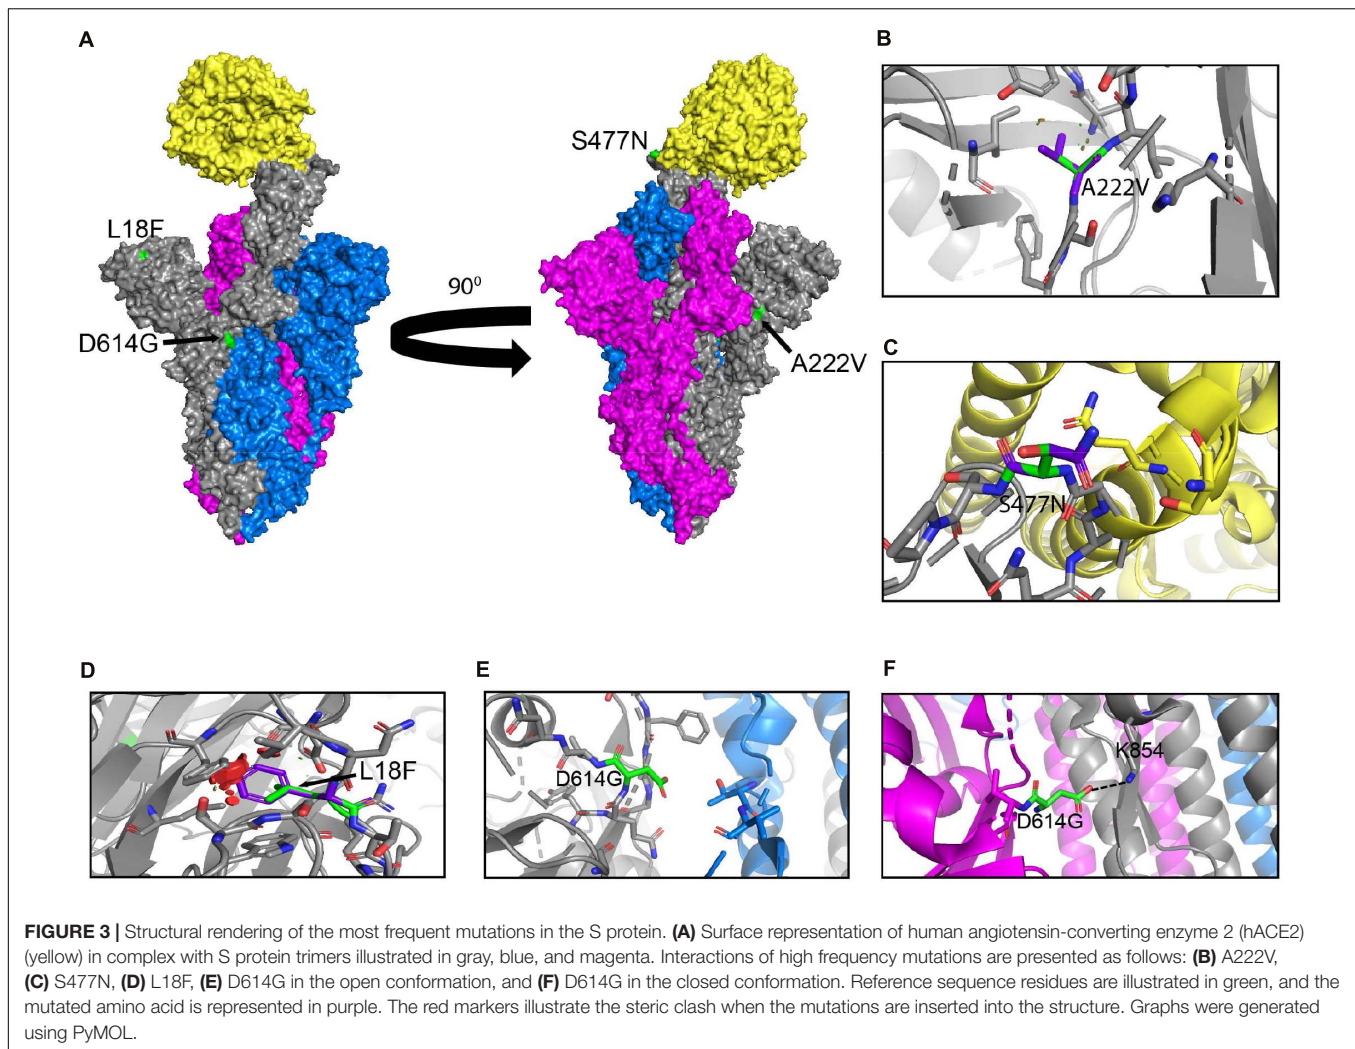 A
S477N
L18F
D614G
90⁰
A222V
B
A222V
C
S477N
D
L18F
E
D614G
F
K854
D614G
FIGURE 3 | Structural rendering of the most frequent mutations in the S protein. (A) Surface representation of human angiotensin-converting enzyme 2 (hACE2)
(yellow) in complex with S protein trimers illustrated in gray, blue, and magenta. Interactions of high frequency mutations are presented as follows: (B) A222V,
(C) S477N, (D) L18F, (E) D614G in the open conformation, and (F) D614G in the closed conformation. Reference sequence residues are illustrated in green, and the
mutated amino acid is represented in purple. The red markers illustrate the steric clash when the mutations are inserted into the structure. Graphs were generated
using PyMOL.